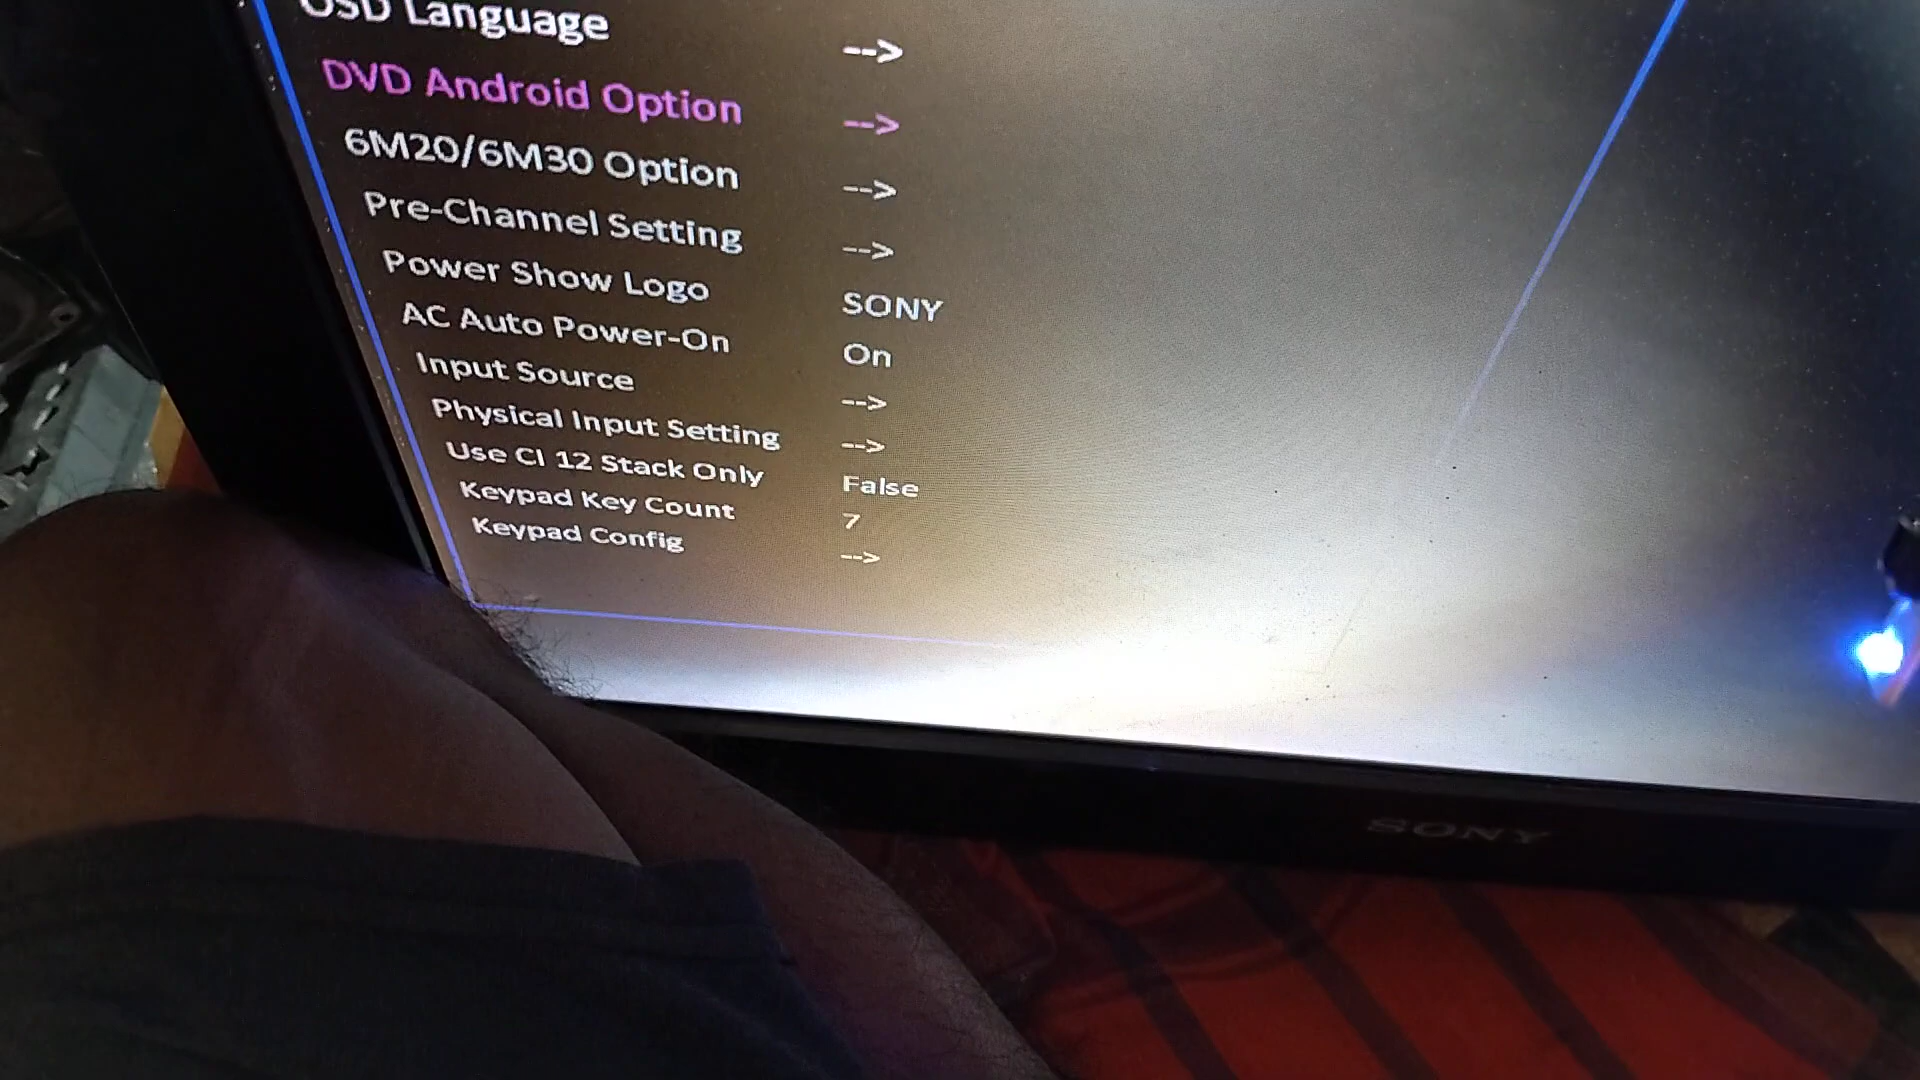 OSD Language -->
DVD Android Option -->
6M20/6M30 Option -->
Pre-Channel Setting -->
Power Show Logo SONY
AC Auto Power-On On
Input Source -->
Physical Input Setting -->
Use CI 12 Stack Only False
Keypad Key Count 7
Keypad Config -->
SONY